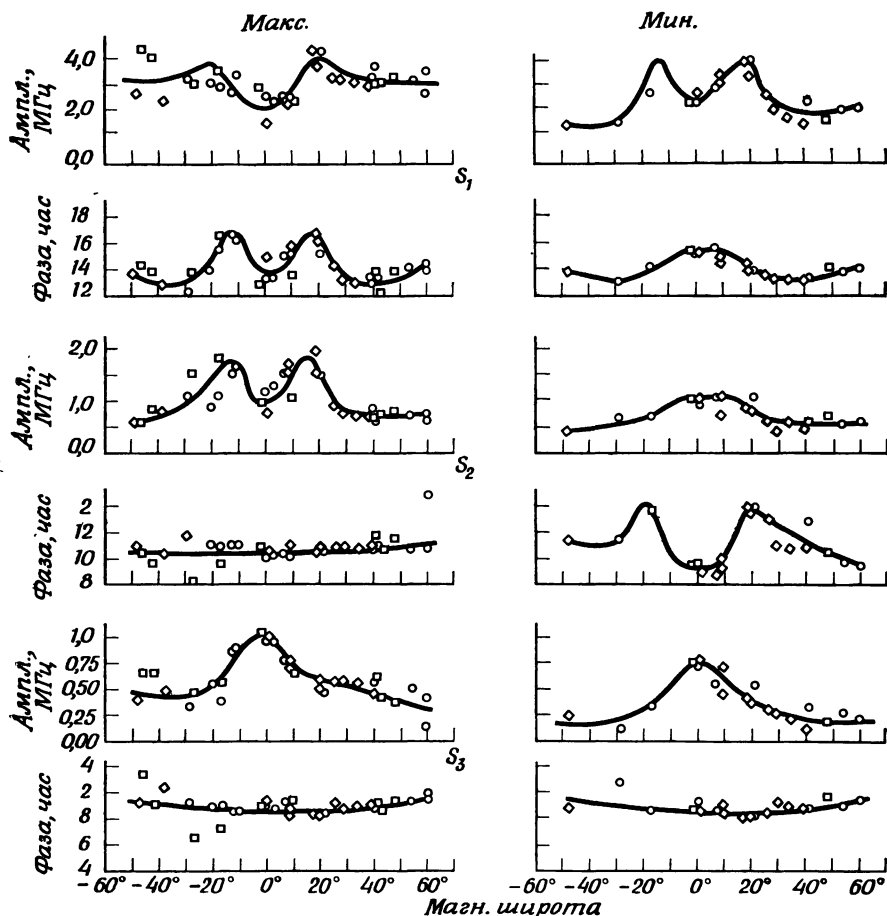 Макс.
Мин.
Ампл., МГц
4,0
2,0
0,0
S₁
Фаза, час
18
16
14
12
Ампл., МГц
2,0
1,0
0,0
S₂
Фаза, час
2
12
10
8
Ампл., МГц
1,0
0,75
0,50
0,25
0,00
S₃
Фаза, час
2
8
4
-60° -40° -20° 0° 20° 40° 60°
-60° -40° -20° 0° 20° 40° 60°
Магн. широта